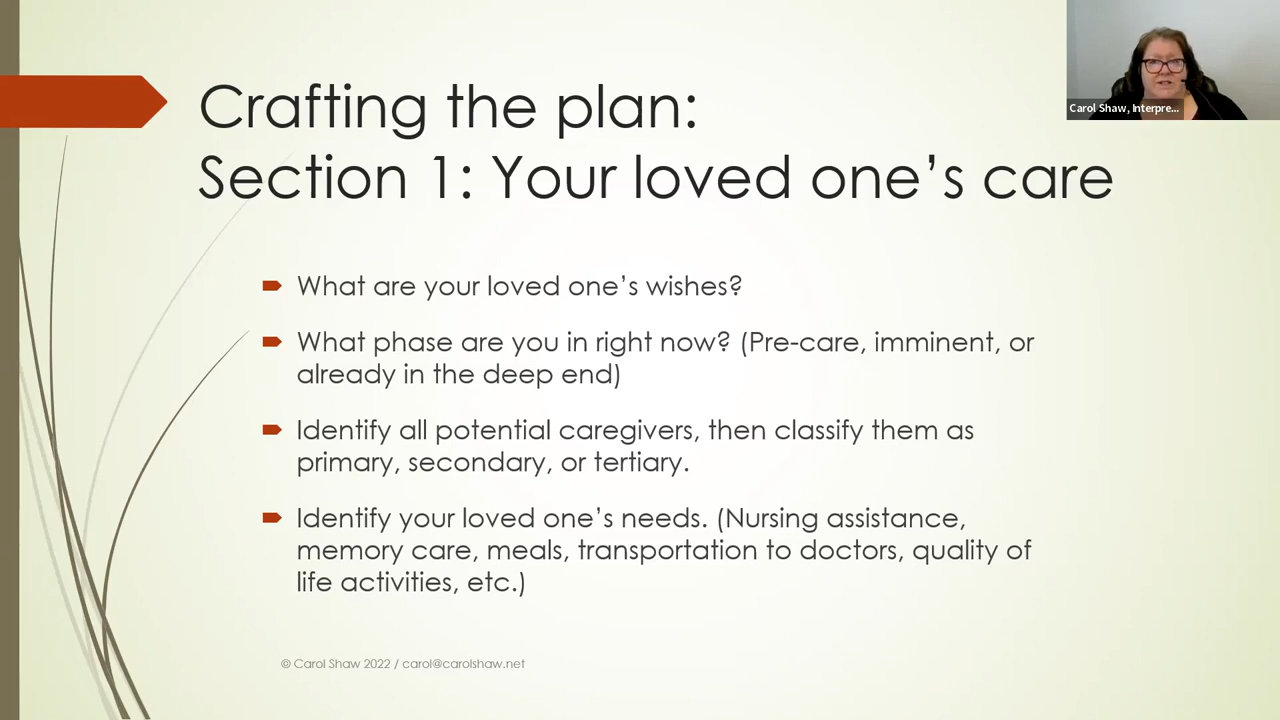 Crafting the plan:
Section 1: Your loved one’s care
What are your loved one’s wishes?
What phase are you in right now? (Pre-care, imminent, or
already in the deep end)
Identify all potential caregivers, then classify them as
primary, secondary, or tertiary.
Identify your loved one’s needs. (Nursing assistance,
memory care, meals, transportation to doctors, quality of
life activities, etc.)
© Carol Shaw 2022 / carol@carolshaw.net
Carol Shaw, Interpre...